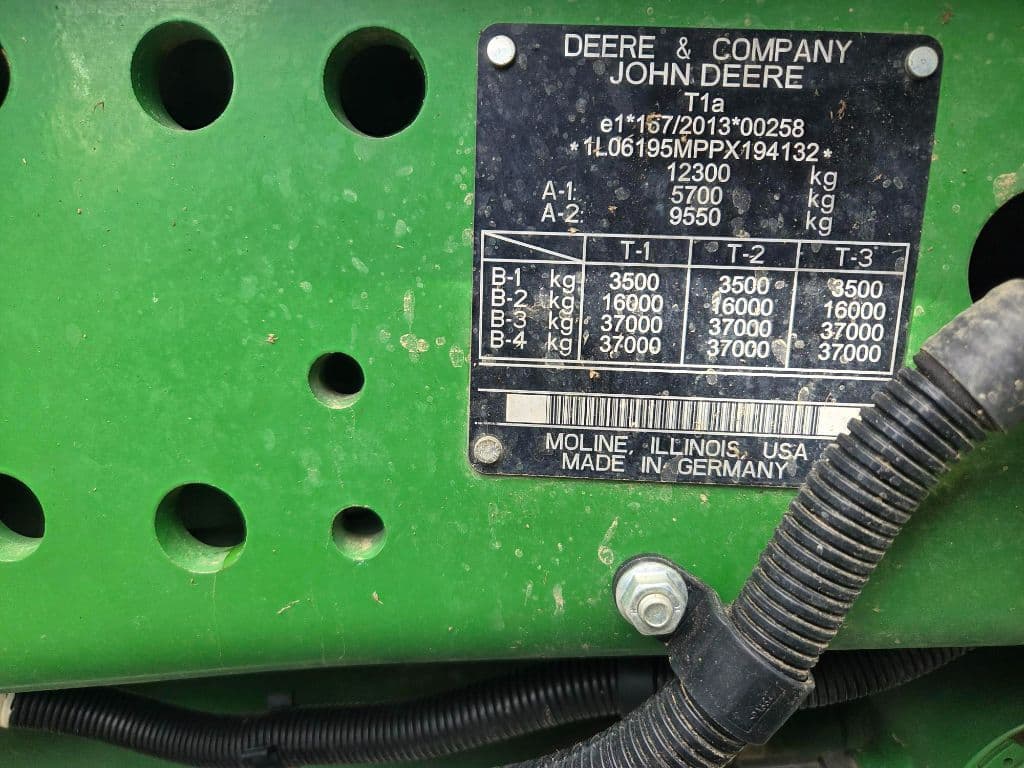 DEERE & COMPANY
JOHN DEERE
T1a
e1*167/2013*00258
*1L06195MPPX194132*
12300 kg
A-1: 5700 kg
A-2: 9550 kg
T-1 T-2 T-3
B-1 kg 3500 3500 3500
B-2 kg 16000 16000 16000
B-3 kg 37000 37000 37000
B-4 kg 37000 37000 37000
MOLINE, ILLINOIS, USA
MADE IN GERMANY